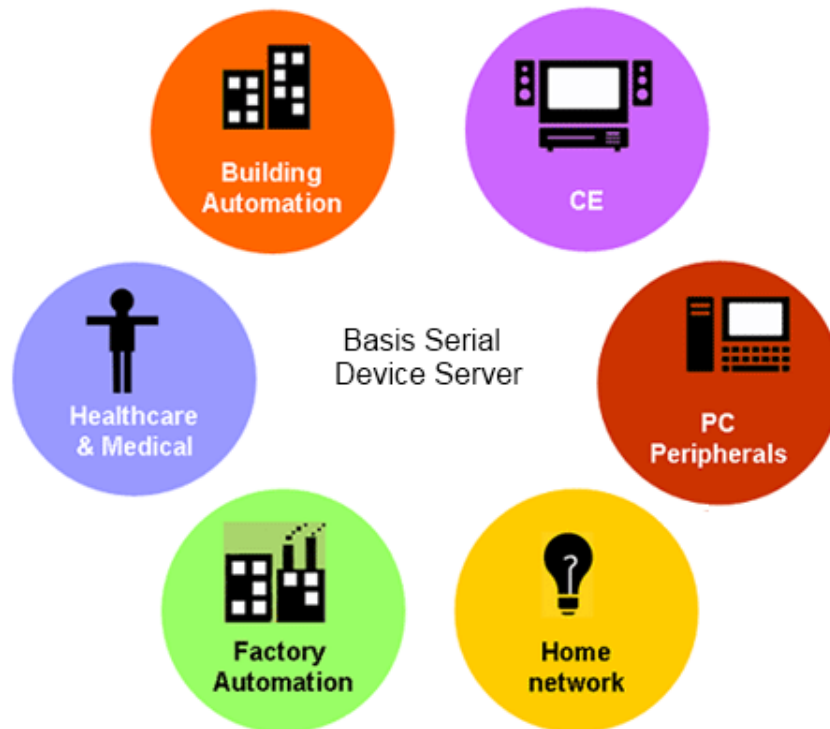 Building
Automation
CE
Basis Serial
Device Server
PC
Peripherals
Healthcare
& Medical
Factory
Automation
Home
network